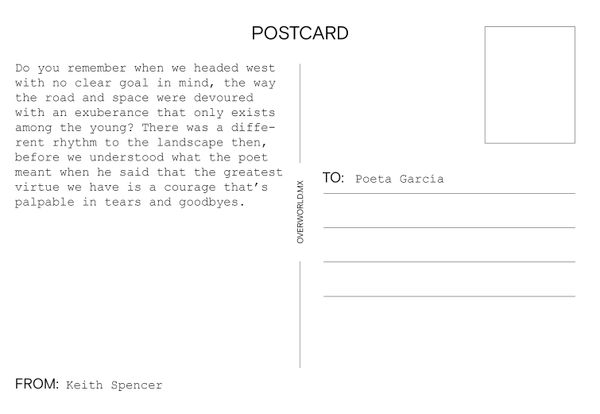 POSTCARD
Do you remember when we headed west
with no clear goal in mind, the way
the road and space were devoured
with an exuberance that only exists
among the young? There was a diffe-
rent rhythm to the landscape then,
before we understood what the poet
meant when he said that the greatest
virtue we have is a courage that’s
palpable in tears and goodbyes.
OVERWORLD.MX
TO: Poeta García
FROM: Keith Spencer